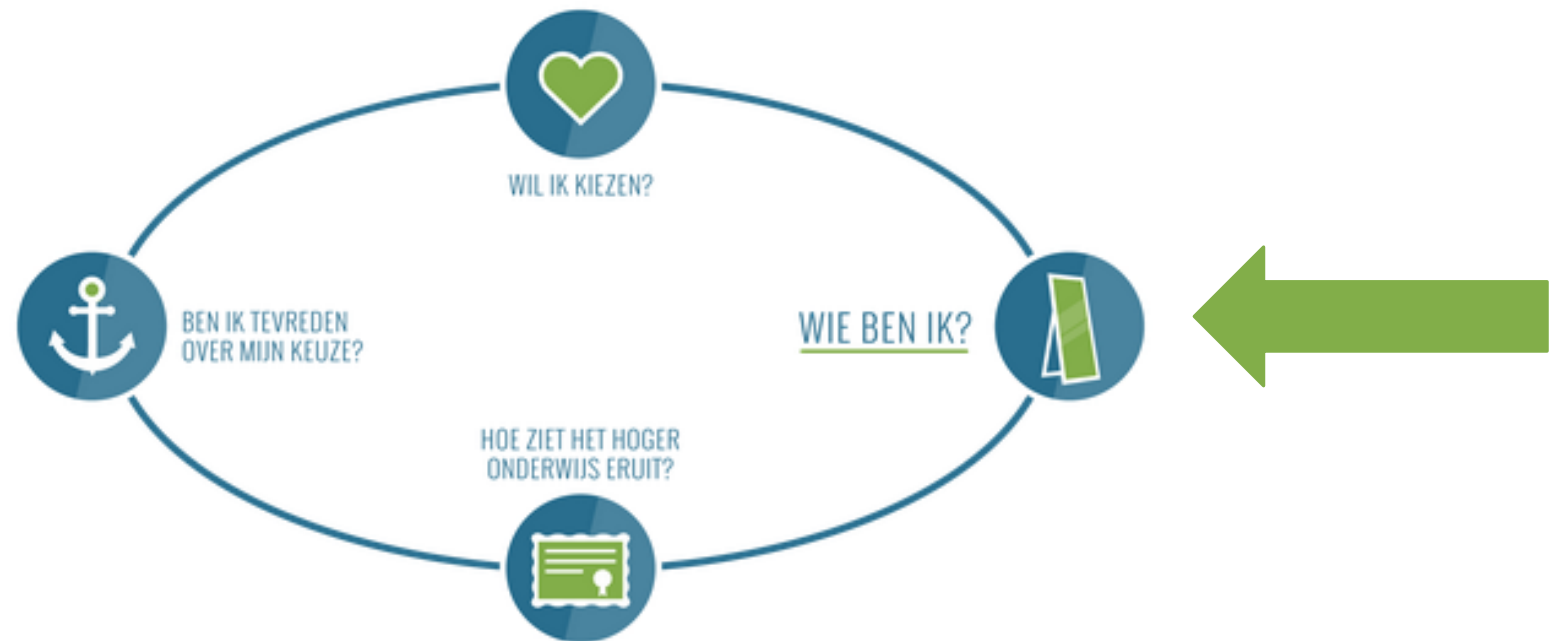 WIL IK KIEZEN?
BEN IK TEVREDEN
OVER MIJN KEUZE?
WIE BEN IK?
HOE ZIET HET HOGER
ONDERWIJS ERUIT?